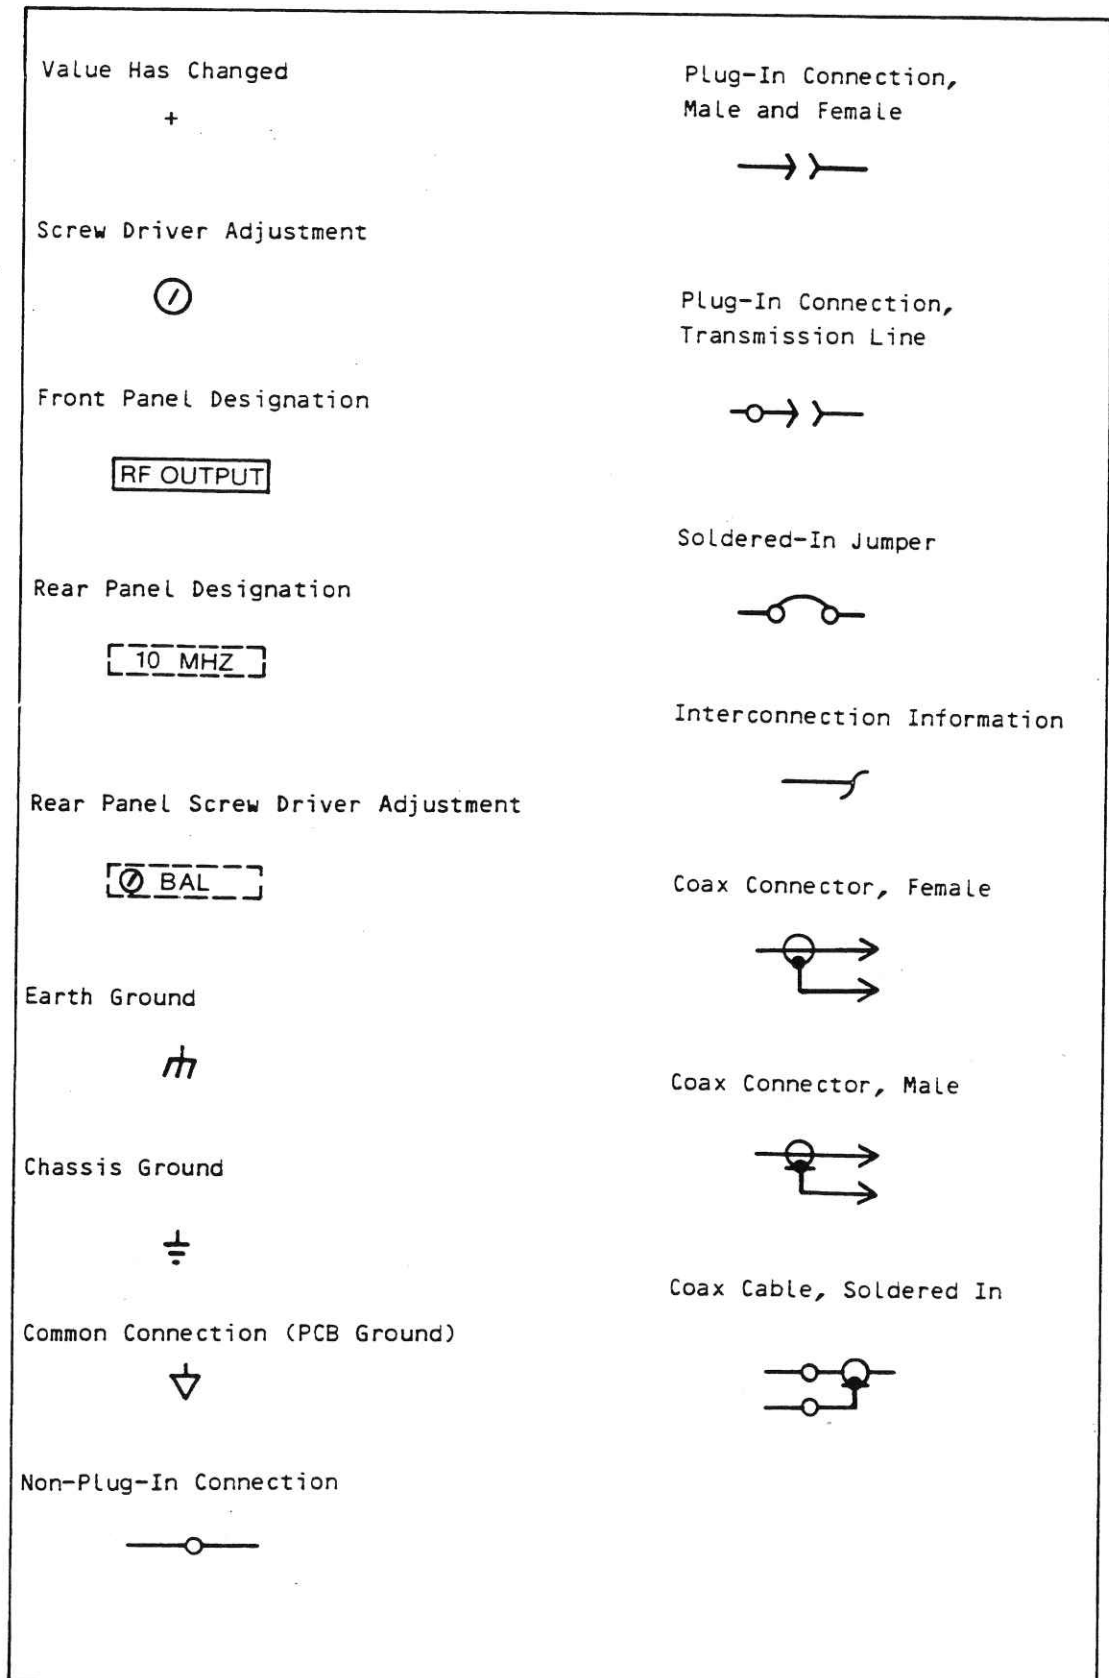 Value Has Changed
+
Screw Driver Adjustment
Front Panel Designation
RF OUTPUT
Rear Panel Designation
10 MHZ
Rear Panel Screw Driver Adjustment
BAL
Earth Ground
Chassis Ground
Common Connection (PCB Ground)
Non-Plug-In Connection
Plug-In Connection,
Male and Female
Plug-In Connection,
Transmission Line
Soldered-In Jumper
Interconnection Information
Coax Connector, Female
Coax Connector, Male
Coax Cable, Soldered In